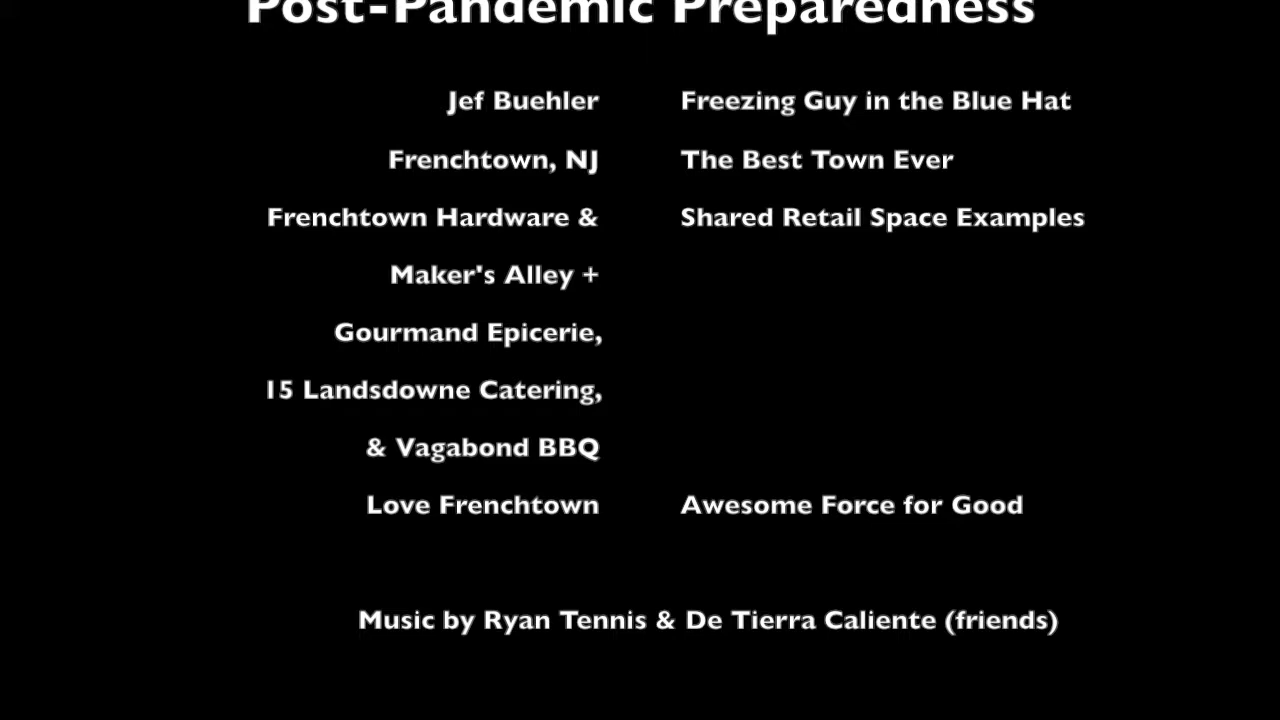 Post-Pandemic Preparedness
Jef Buehler Freezing Guy in the Blue Hat
Frenchtown, NJ The Best Town Ever
Frenchtown Hardware & Shared Retail Space Examples
Maker's Alley +
Gourmand Epicerie,
15 Landsdowne Catering,
& Vagabond BBQ
Love Frenchtown Awesome Force for Good
Music by Ryan Tennis & De Tierra Caliente (friends)